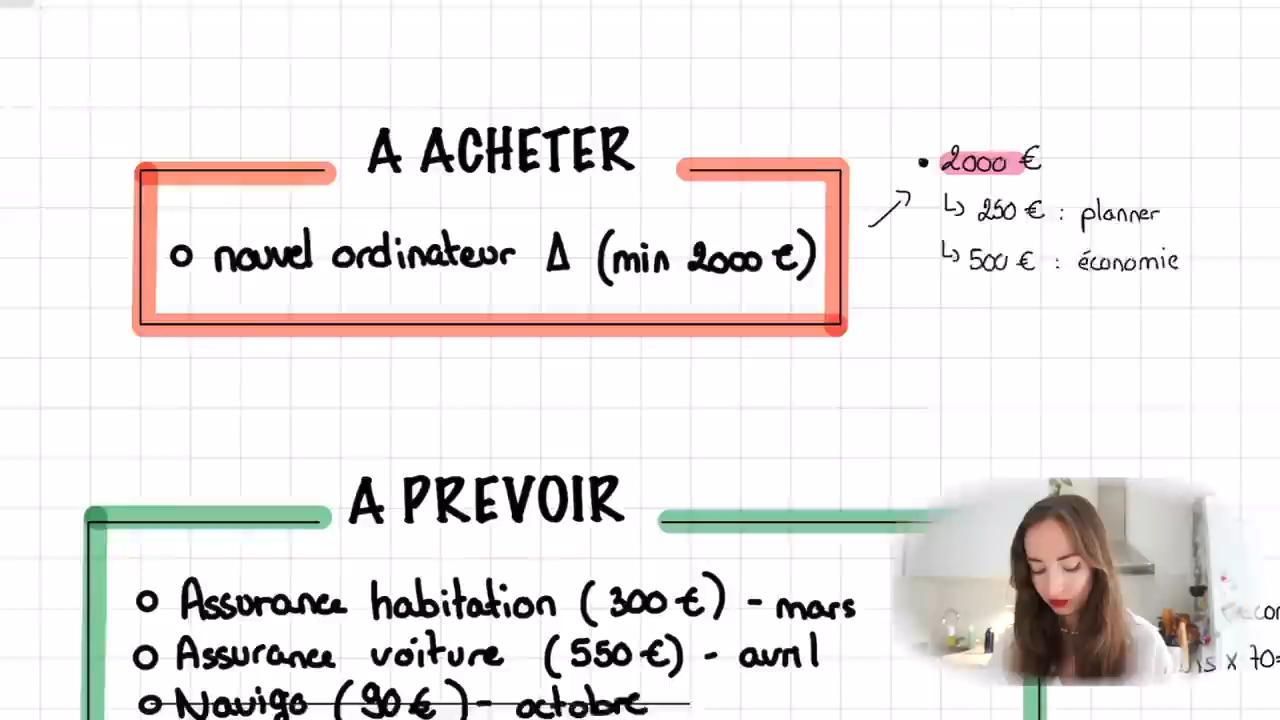 A ACHETER
o nouvel ordinateur Δ (min 2000 €)
• 2000 €
↳ 250 € : planner
↳ 500 € : économie
A PREVOIR
o Assurance habitation (300 €) - mars
o Assurance voiture (550 €) - avril
o Navigo (90 €) - octobre
x 70=